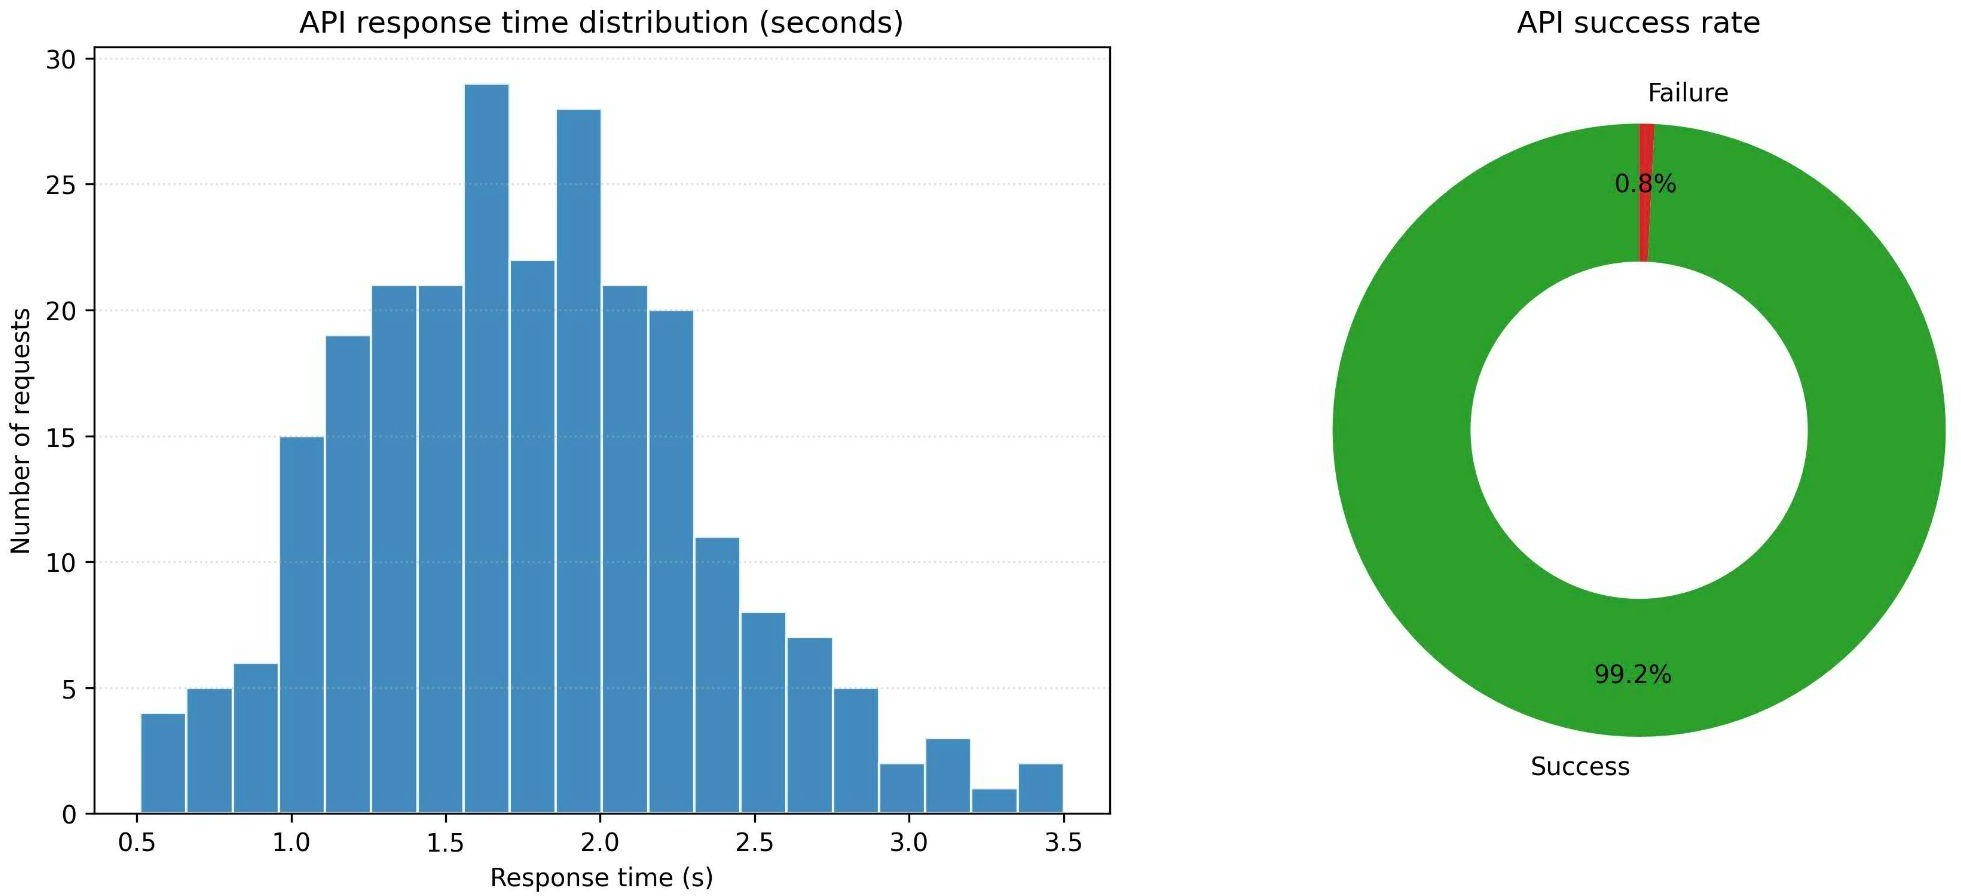 API response time distribution (seconds)
30
25
20
15
10
5
0
Number of requests
0.5 1.0 1.5 2.0 2.5 3.0 3.5
Response time (s)
API success rate
Failure
0.8%
99.2%
Success